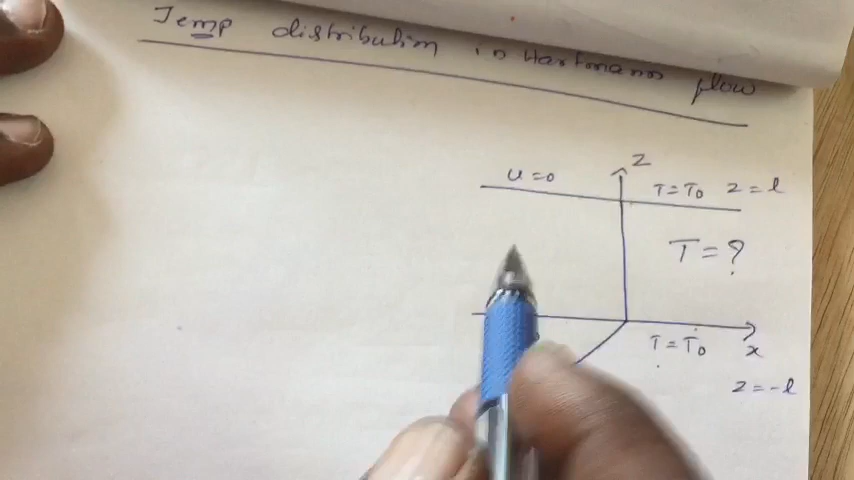 Temp distribution in Hartmann flow
z
u=0
T=T₀ z=l
T=?
T=T₀ x
z=-l